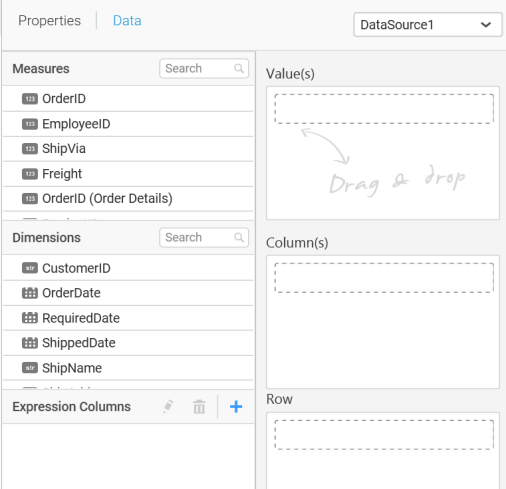 Properties
Data
DataSource1
Measures
Search
123 OrderID
123 EmployeeID
123 ShipVia
123 Freight
123 OrderID (Order Details)
Dimensions
Search
str CustomerID
OrderDate
RequiredDate
ShippedDate
str ShipName
Expression Columns
Value(s)
Drag & drop
Column(s)
Row